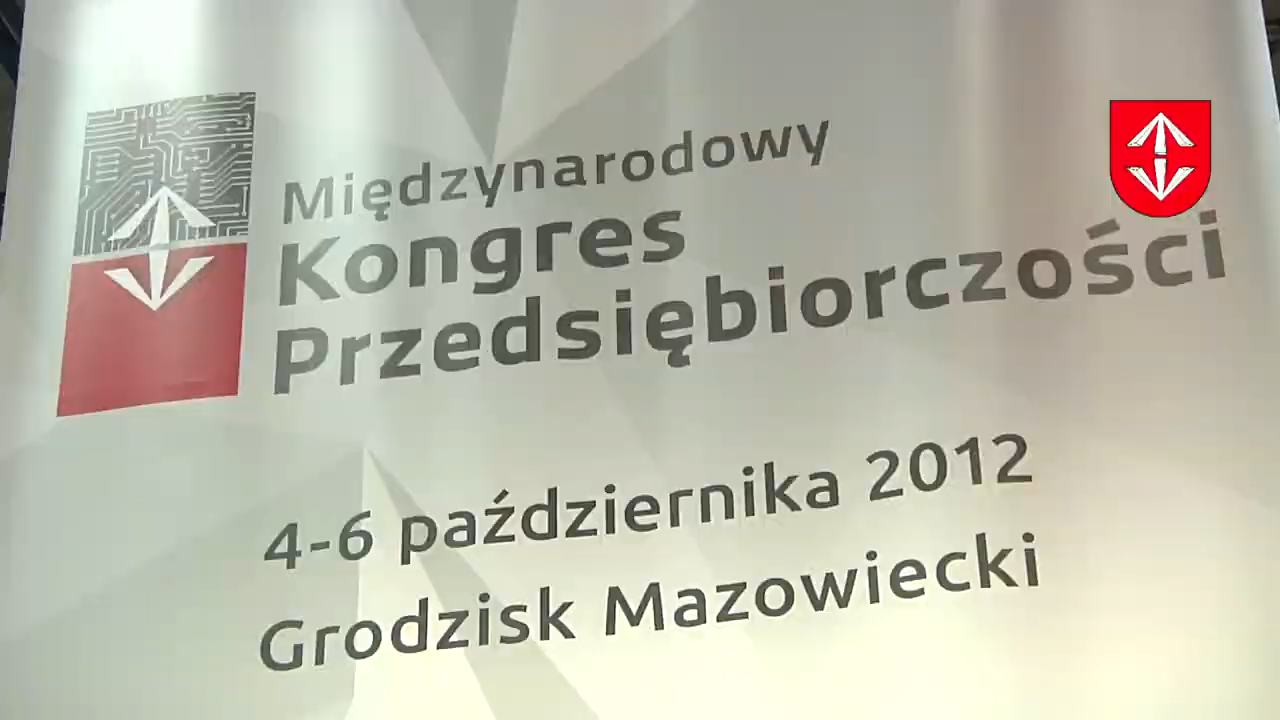 Międzynarodowy
Kongres
Przedsiębiorczości
4-6 października 2012
Grodzisk Mazowiecki